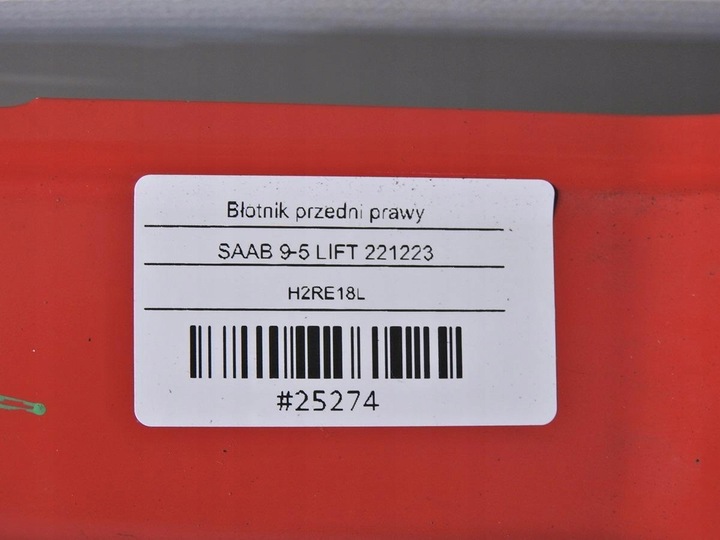 Błotnik przedni prawy
SAAB 9-5 LIFT 221223
H2RE18L
#25274